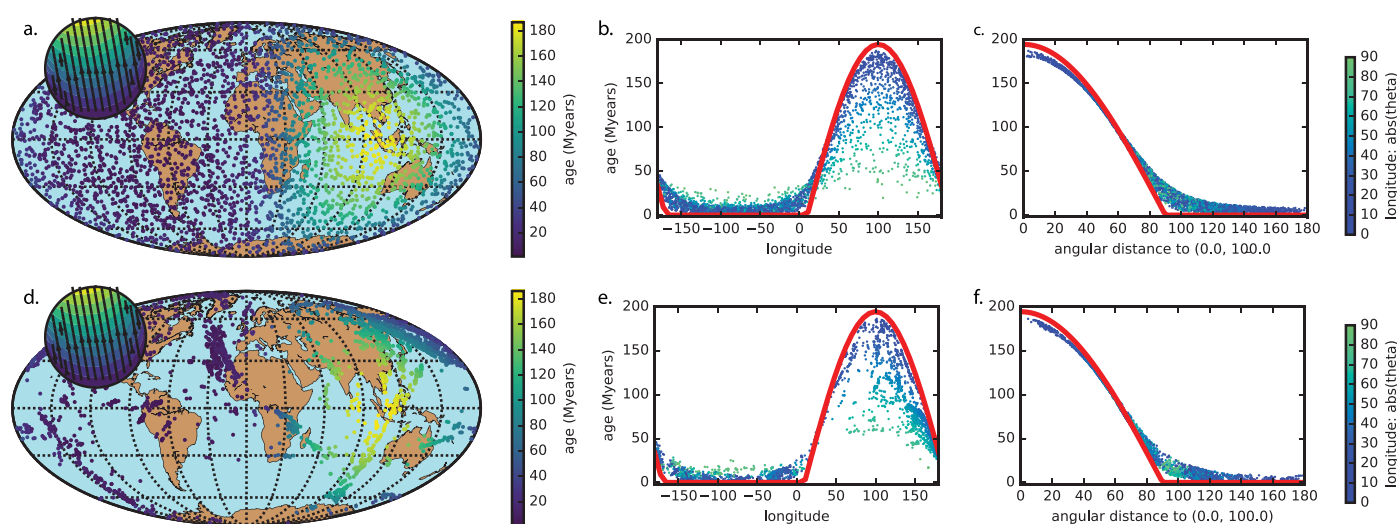 a.
180
160
140
120
100
80
60
40
20
age (Myears)
b.
200
150
100
50
0
age (Myears)
−150 −100 −50 0 50 100 150
longitude
c.
200
150
100
50
0
0 20 40 60 80 100 120 140 160 180
angular distance to (0.0, 100.0
90
80
70
60
50
40
30
20
10
0
longitude: abs(theta)
d.
180
160
140
120
100
80
60
40
20
age (Myears)
e.
200
150
100
50
0
age (Myears)
−150 −100 −50 0 50 100 150
longitude
f.
200
150
100
50
0
0 20 40 60 80 100 120 140 160 180
angular distance to (0.0, 100.0)
90
80
70
60
50
40
30
20
10
0
longitude: abs(theta)